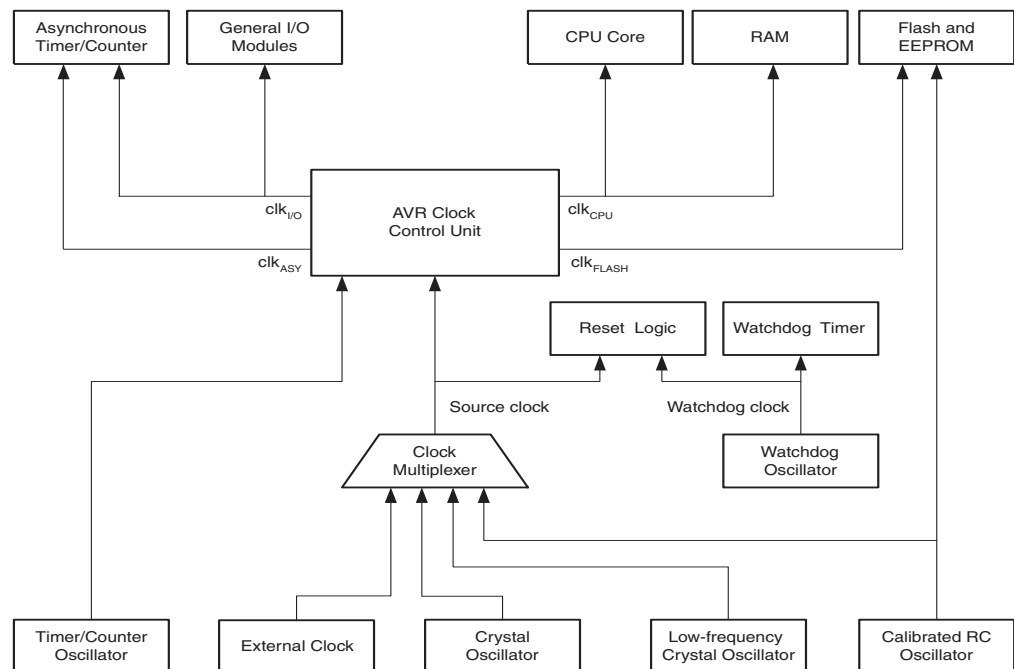 Asynchronous
Timer/Counter
General I/O
Modules
CPU Core
RAM
Flash and
EEPROM
clkI/O
AVR Clock
Control Unit
clkCPU
clkASY
clkFLASH
Reset Logic
Watchdog Timer
Source clock
Watchdog clock
Clock
Multiplexer
Watchdog
Oscillator
Timer/Counter
Oscillator
External Clock
Crystal
Oscillator
Low-frequency
Crystal Oscillator
Calibrated RC
Oscillator